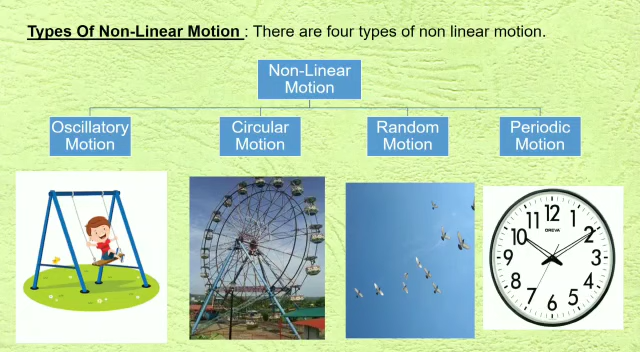 Types Of Non-Linear Motion : There are four types of non linear motion.
Non-Linear
Motion
Oscillatory
Motion
Circular
Motion
Random
Motion
Periodic
Motion
12
11 1
10 2
9 3
8 4
7 5
6